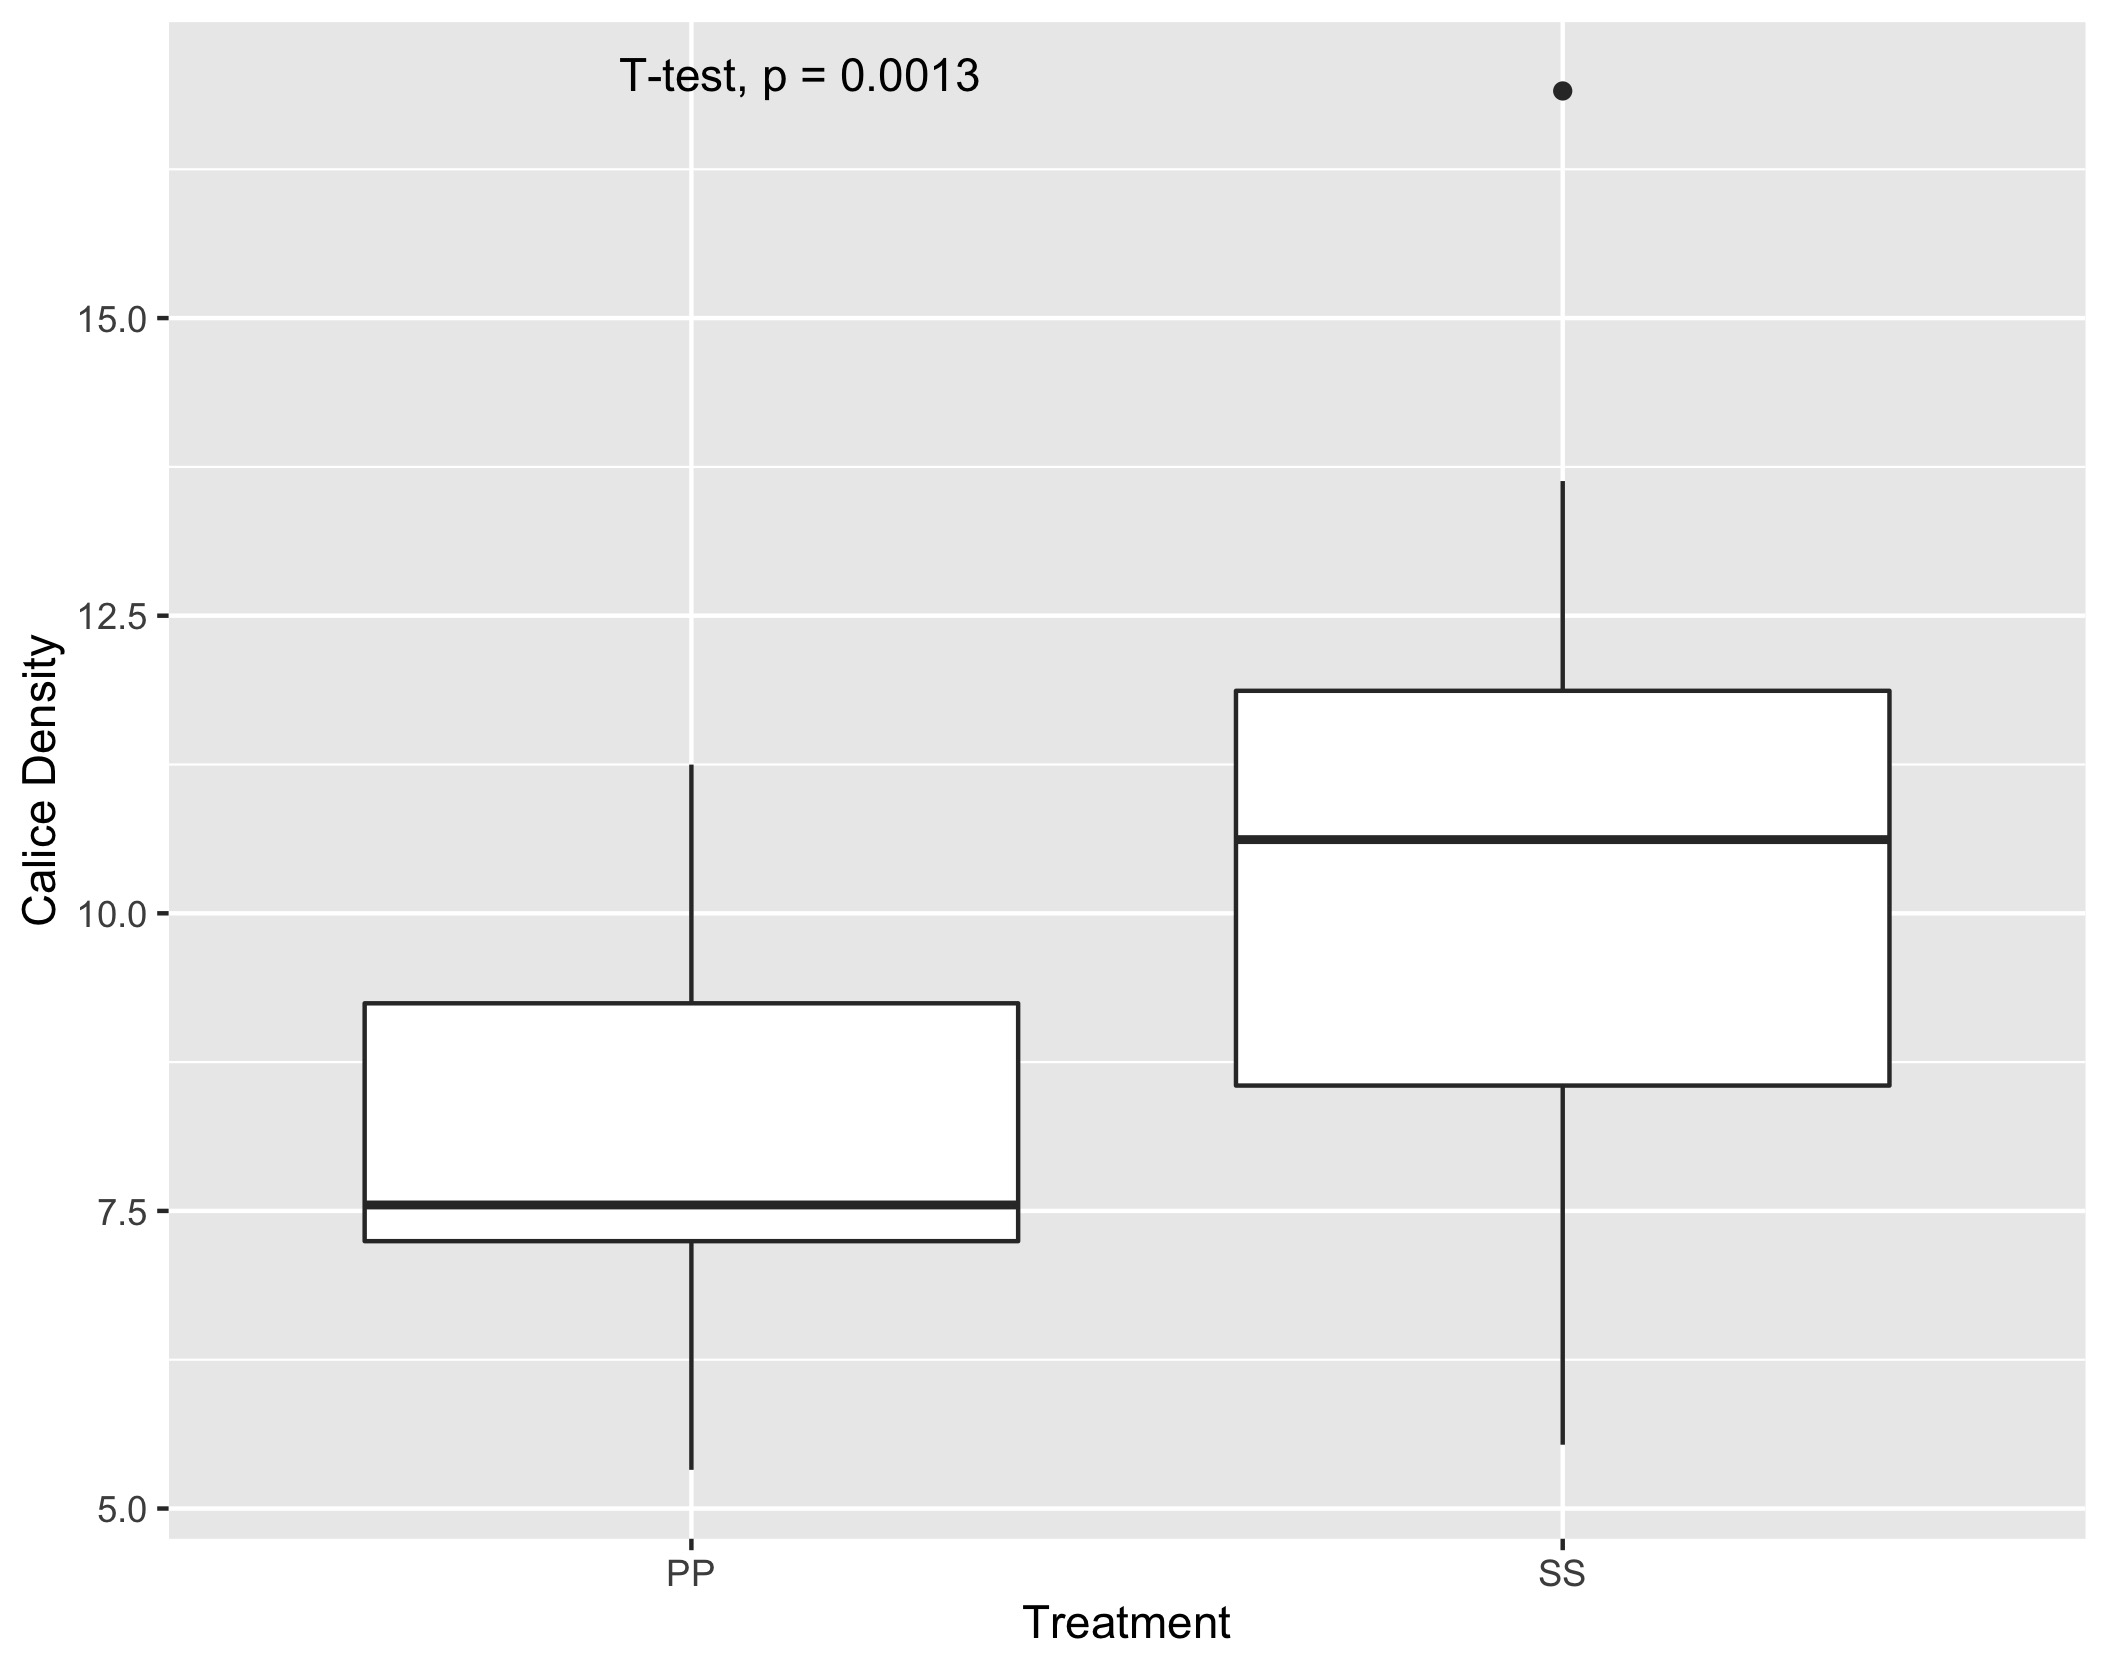 T-test, p = 0.0013
15.0
12.5
10.0
7.5
5.0
Calice Density
PP
SS
Treatment